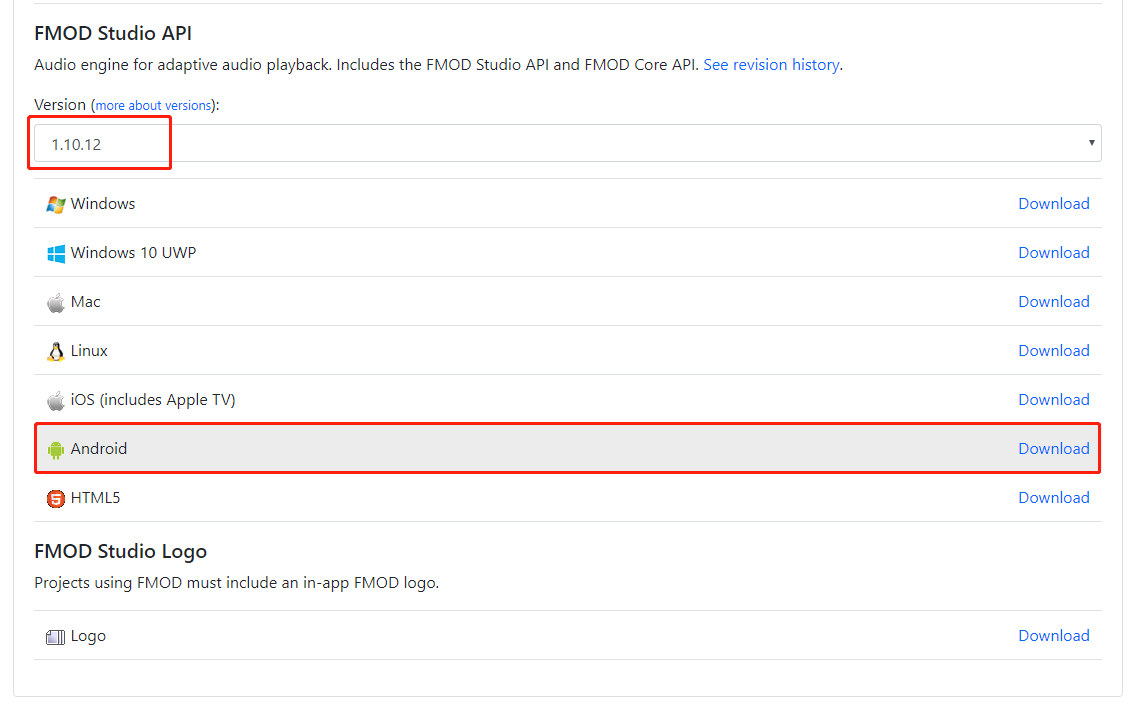 FMOD Studio API
Audio engine for adaptive audio playback. Includes the FMOD Studio API and FMOD Core API. See revision history.
Version (more about versions):
1.10.12
Windows Download
Windows 10 UWP Download
Mac Download
Linux Download
iOS (includes Apple TV) Download
Android Download
HTML5 Download
FMOD Studio Logo
Projects using FMOD must include an in-app FMOD logo.
Logo Download